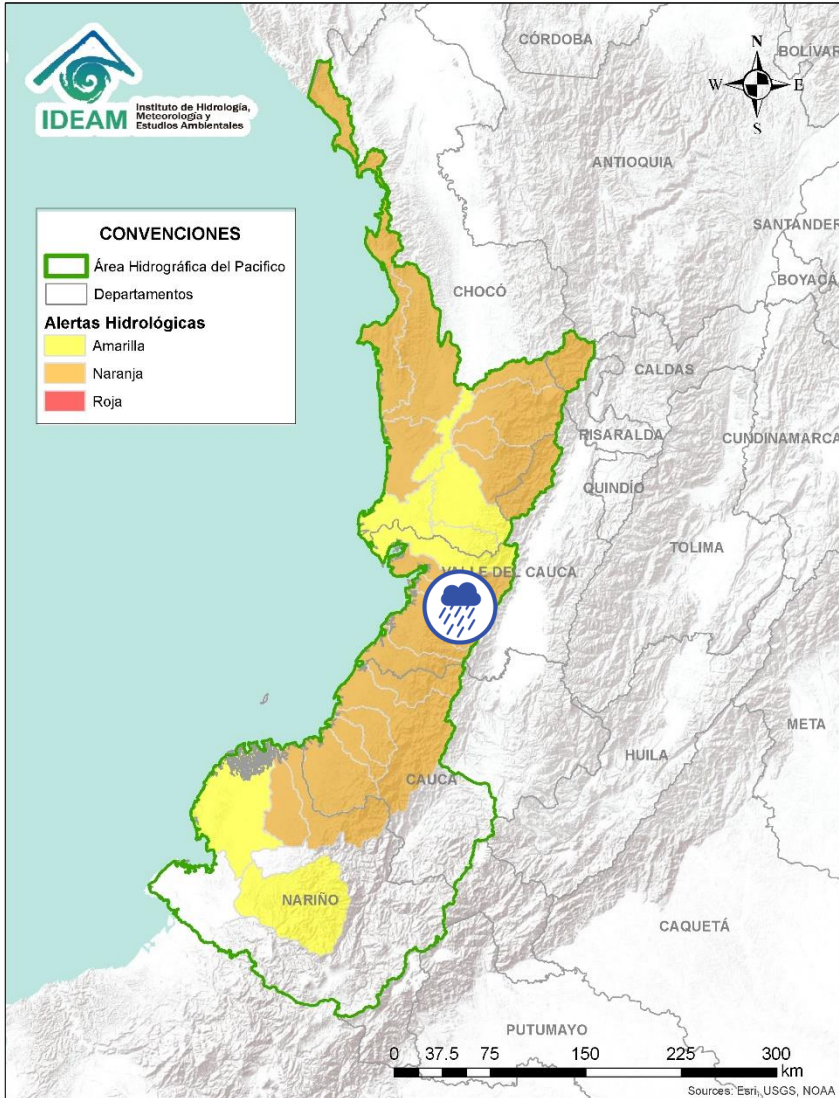 IDEAM
Instituto de Hidrología,
Meteorología y
Estudios Ambientales
CÓRDOBA
BOLÍVAR
N
W
E
S
ANTIOQUIA
SANTANDER
BOYACÁ
CONVENCIONES
Área Hidrográfica del Pacifico
Departamentos
Alertas Hidrológicas
Amarilla
Naranja
Roja
CHOCÓ
CALDAS
RISARALDA
CUNDINAMARCA
QUINDÍO
TOLIMA
VALLE DEL CAUCA
META
HUILA
CAUCA
NARIÑO
CAQUETÁ
PUTUMAYO
0 37.5 75 150 225 300
km
Sources: Esri, USGS, NOAA